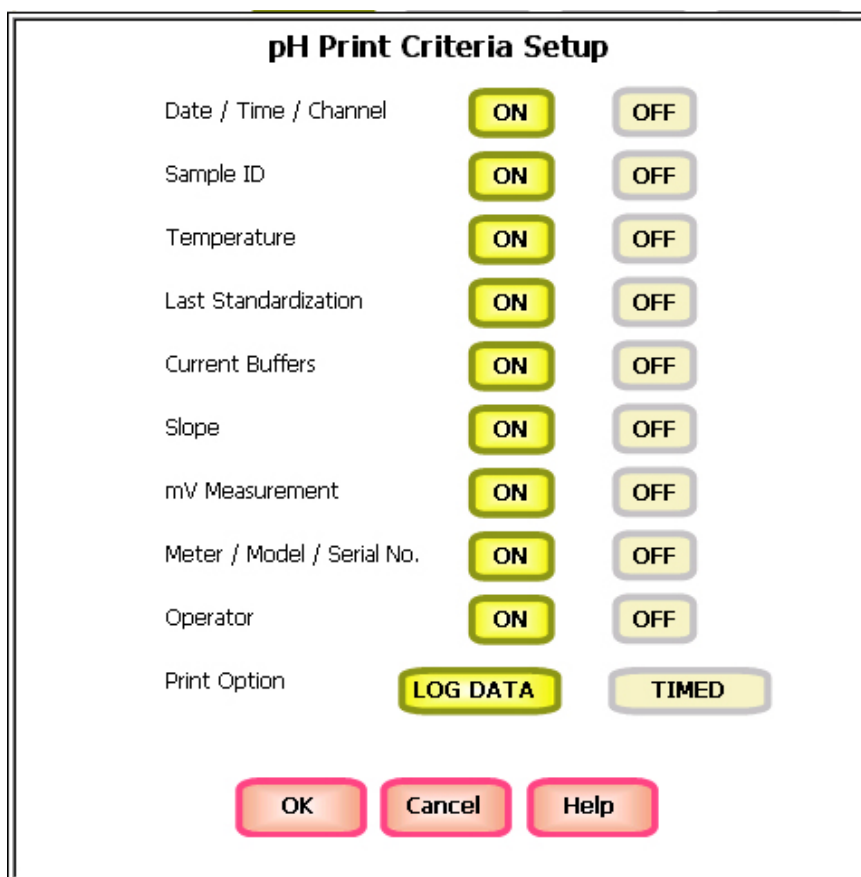 pH Print Criteria Setup
Date / Time / Channel ON OFF
Sample ID ON OFF
Temperature ON OFF
Last Standardization ON OFF
Current Buffers ON OFF
Slope ON OFF
mV Measurement ON OFF
Meter / Model / Serial No. ON OFF
Operator ON OFF
Print Option LOG DATA TIMED
OK Cancel Help